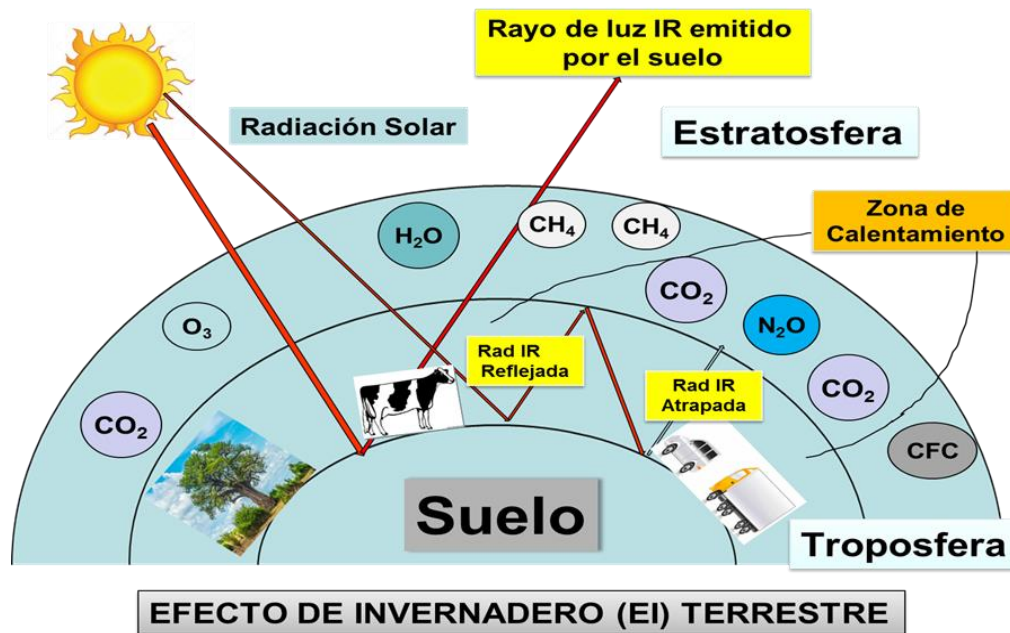 Rayo de luz IR emitido
por el suelo
Radiación Solar
Estratosfera
Zona de
Calentamiento
H₂O
CH₄
CH₄
CO₂
O₃
N₂O
Rad IR
Reflejada
Rad IR
Atrapada
CO₂
CO₂
CFC
Suelo
Troposfera
EFECTO DE INVERNADERO (EI) TERRESTRE